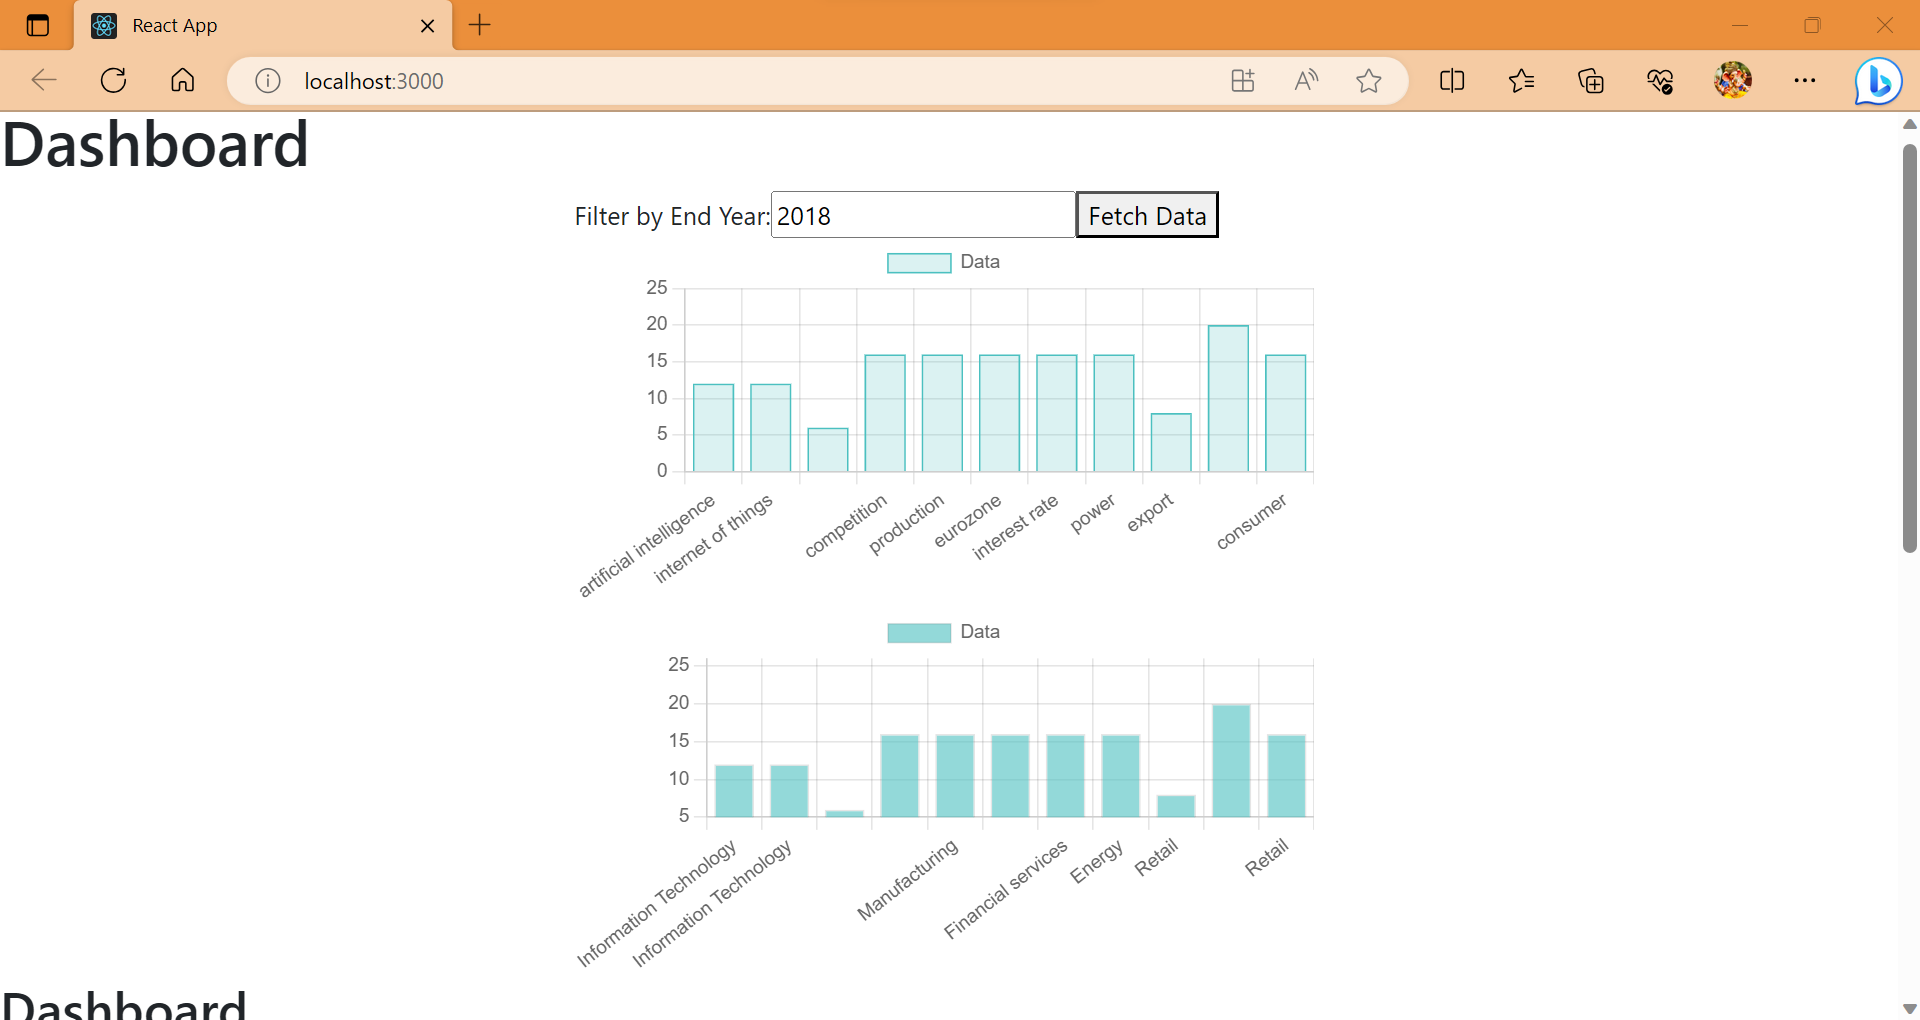 React App
localhost:3000
Dashboard
Filter by End Year: 2018 Fetch Data
Data
25
20
15
10
5
0
artificial intelligence
internet of things
competition
production
eurozone
interest rate
power
export
consumer
Data
25
20
15
10
5
Information Technology
Information Technology
Manufacturing
Financial services
Energy
Retail
Retail
Dashboard